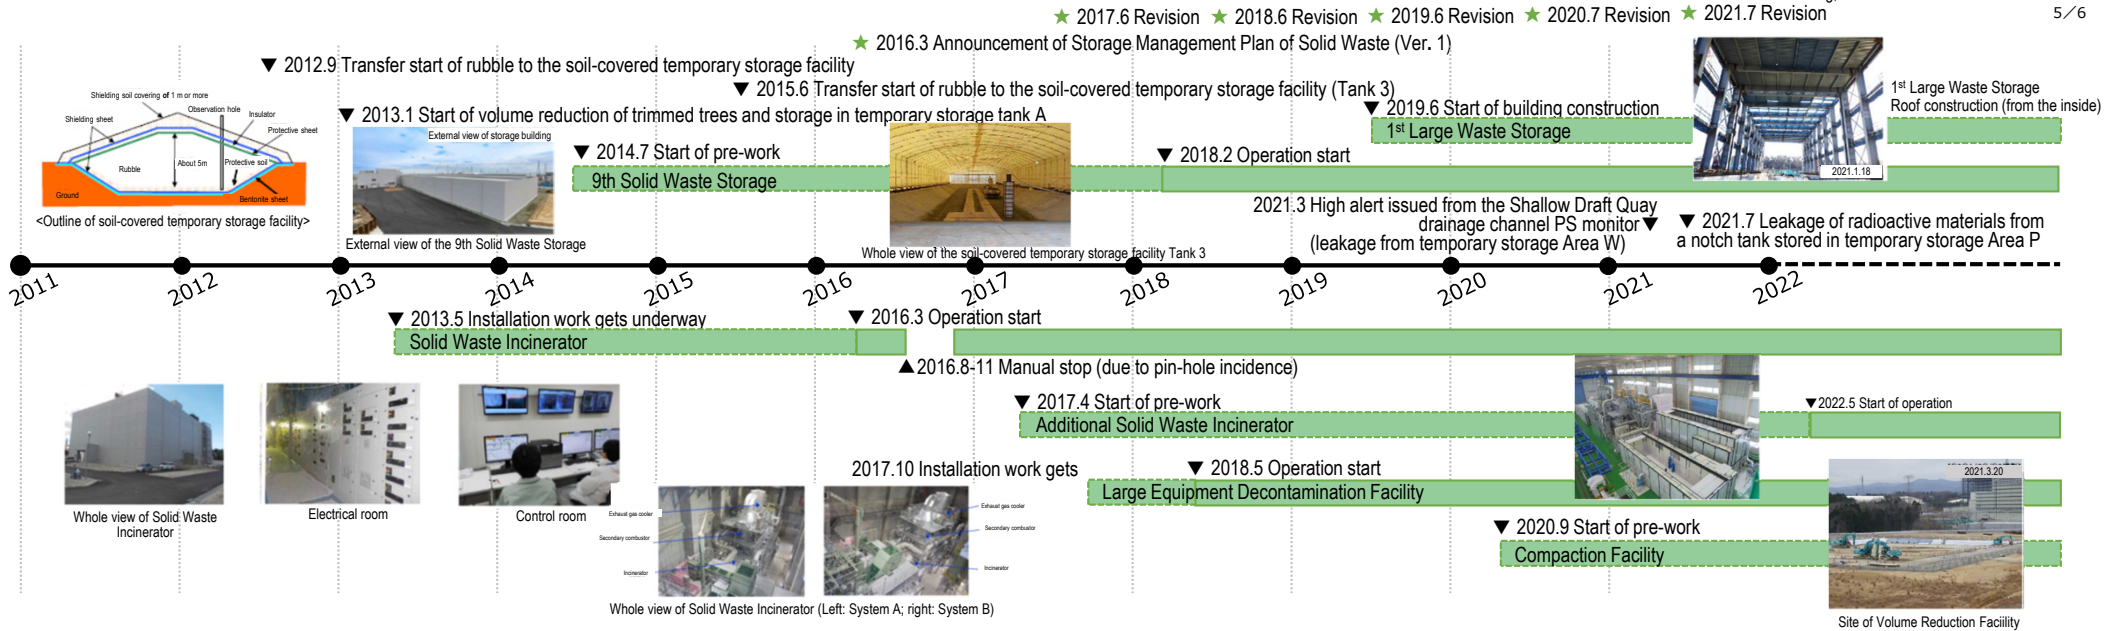 ★ 2017.6 Revision ★ 2018.6 Revision ★ 2019.6 Revision ★ 2020.7 Revision ★ 2021.7 Revision
5/6
★ 2016.3 Announcement of Storage Management Plan of Solid Waste (Ver. 1)
▼ 2012.9 Transfer start of rubble to the soil-covered temporary storage facility
▼ 2015.6 Transfer start of rubble to the soil-covered temporary storage facility (Tank 3)
▼ 2013.1 Start of volume reduction of trimmed trees and storage in temporary storage tank A
Shielding soil covering of 1 m or more
Observation hole
Shielding sheet
Insulator
Protective sheet
About 5m
Protective soil
Rubble
Ground
Bentonite sheet
<Outline of soil-covered temporary storage facility>
External view of storage building
External view of the 9th Solid Waste Storage
▼ 2014.7 Start of pre-work
9th Solid Waste Storage
▼ 2018.2 Operation start
Whole view of the soil-covered temporary storage facility Tank 3
▼ 2019.6 Start of building construction
1st Large Waste Storage
2021.1.18
1st Large Waste Storage
Roof construction (from the inside)
2021.3 High alert issued from the Shallow Draft Quay
drainage channel PS monitor ▼
(leakage from temporary storage Area W)
▼ 2021.7 Leakage of radioactive materials from
a notch tank stored in temporary storage Area P
2011
2012
2013
2014
2015
2016
2017
2018
2019
2020
2021
2022
▼ 2013.5 Installation work gets underway
Solid Waste Incinerator
▼ 2016.3 Operation start
▲ 2016.8-11 Manual stop (due to pin-hole incidence)
▼ 2017.4 Start of pre-work
Additional Solid Waste Incinerator
▼ 2022.5 Start of operation
2017.10 Installation work gets
▼ 2018.5 Operation start
Large Equipment Decontamination Facility
▼ 2020.9 Start of pre-work
Compaction Facility
2021.3.20
Site of Volume Reduction Faciility
Whole view of Solid Waste
Incinerator
Electrical room
Control room
Exhaust gas cooler
Secondary combustor
Incinerator
Exhaust gas cooler
Secondary combustor
Incinerator
Whole view of Solid Waste Incinerator (Left: System A; right: System B)